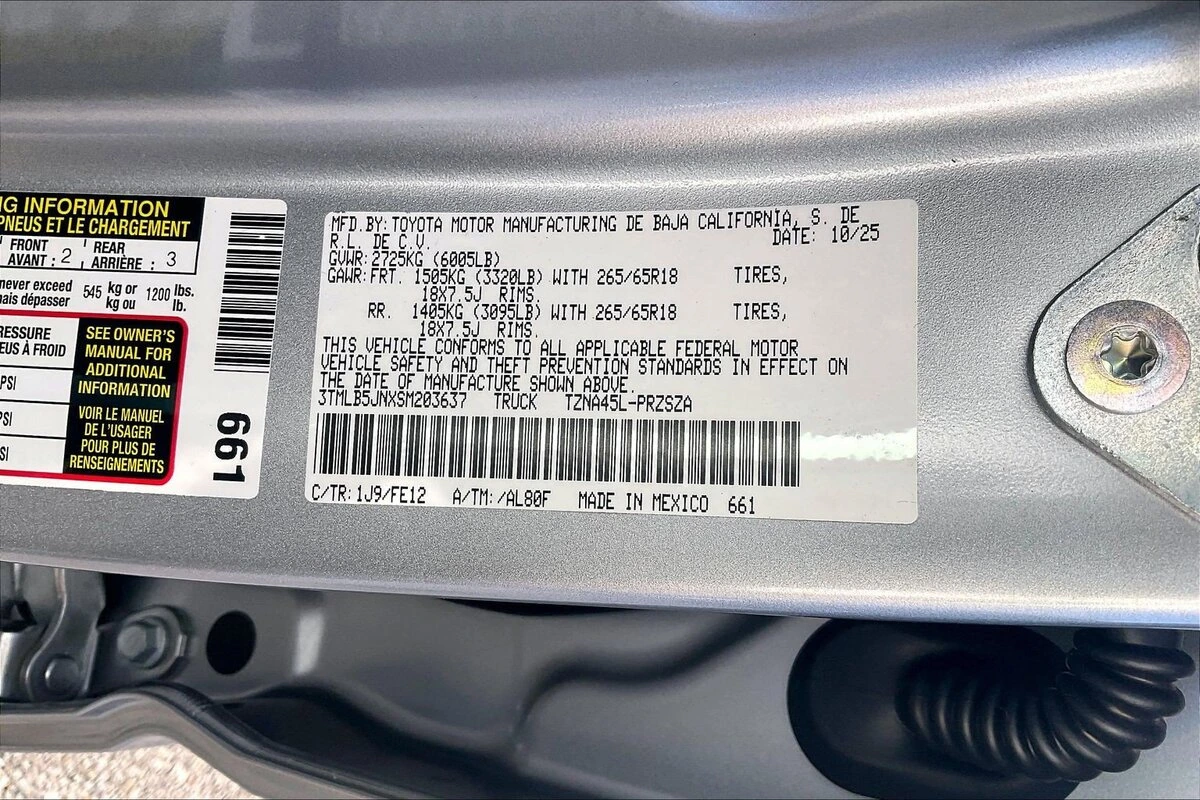 NG INFORMATION
PNEUS ET LE CHARGEMENT
FRONT
AVANT : 2
REAR
ARRIÈRE : 3
never exceed
mais dépasser
545 kg or
kg ou
1200 lbs.
lb.
RESSURE
EUS À FROID
PSI
SI
SEE OWNER'S
MANUAL FOR
ADDITIONAL
INFORMATION
VOIR LE MANUEL
DE L'USAGER
POUR PLUS DE
RENSEIGNEMENTS
661
MFD.BY: TOYOTA MOTOR MANUFACTURING DE BAJA CALIFORNIA, S. DE
R.L. DE C.V. DATE: 10/25
GVWR: 2725KG (6005LB)
GAWR: FRT. 1505KG (3320LB) WITH 265/65R18 TIRES,
18X7.5J RIMS.
RR. 1405KG (3095LB) WITH 265/65R18 TIRES,
18X7.5J RIMS.
THIS VEHICLE CONFORMS TO ALL APPLICABLE FEDERAL MOTOR
VEHICLE SAFETY AND THEFT PREVENTION STANDARDS IN EFFECT ON
THE DATE OF MANUFACTURE SHOWN ABOVE.
3TMLB5JNXSM203637 TRUCK TZNA45L-PRZSZA
C/TR: 1J9/FE12 A/TM: /AL80F MADE IN MEXICO 661